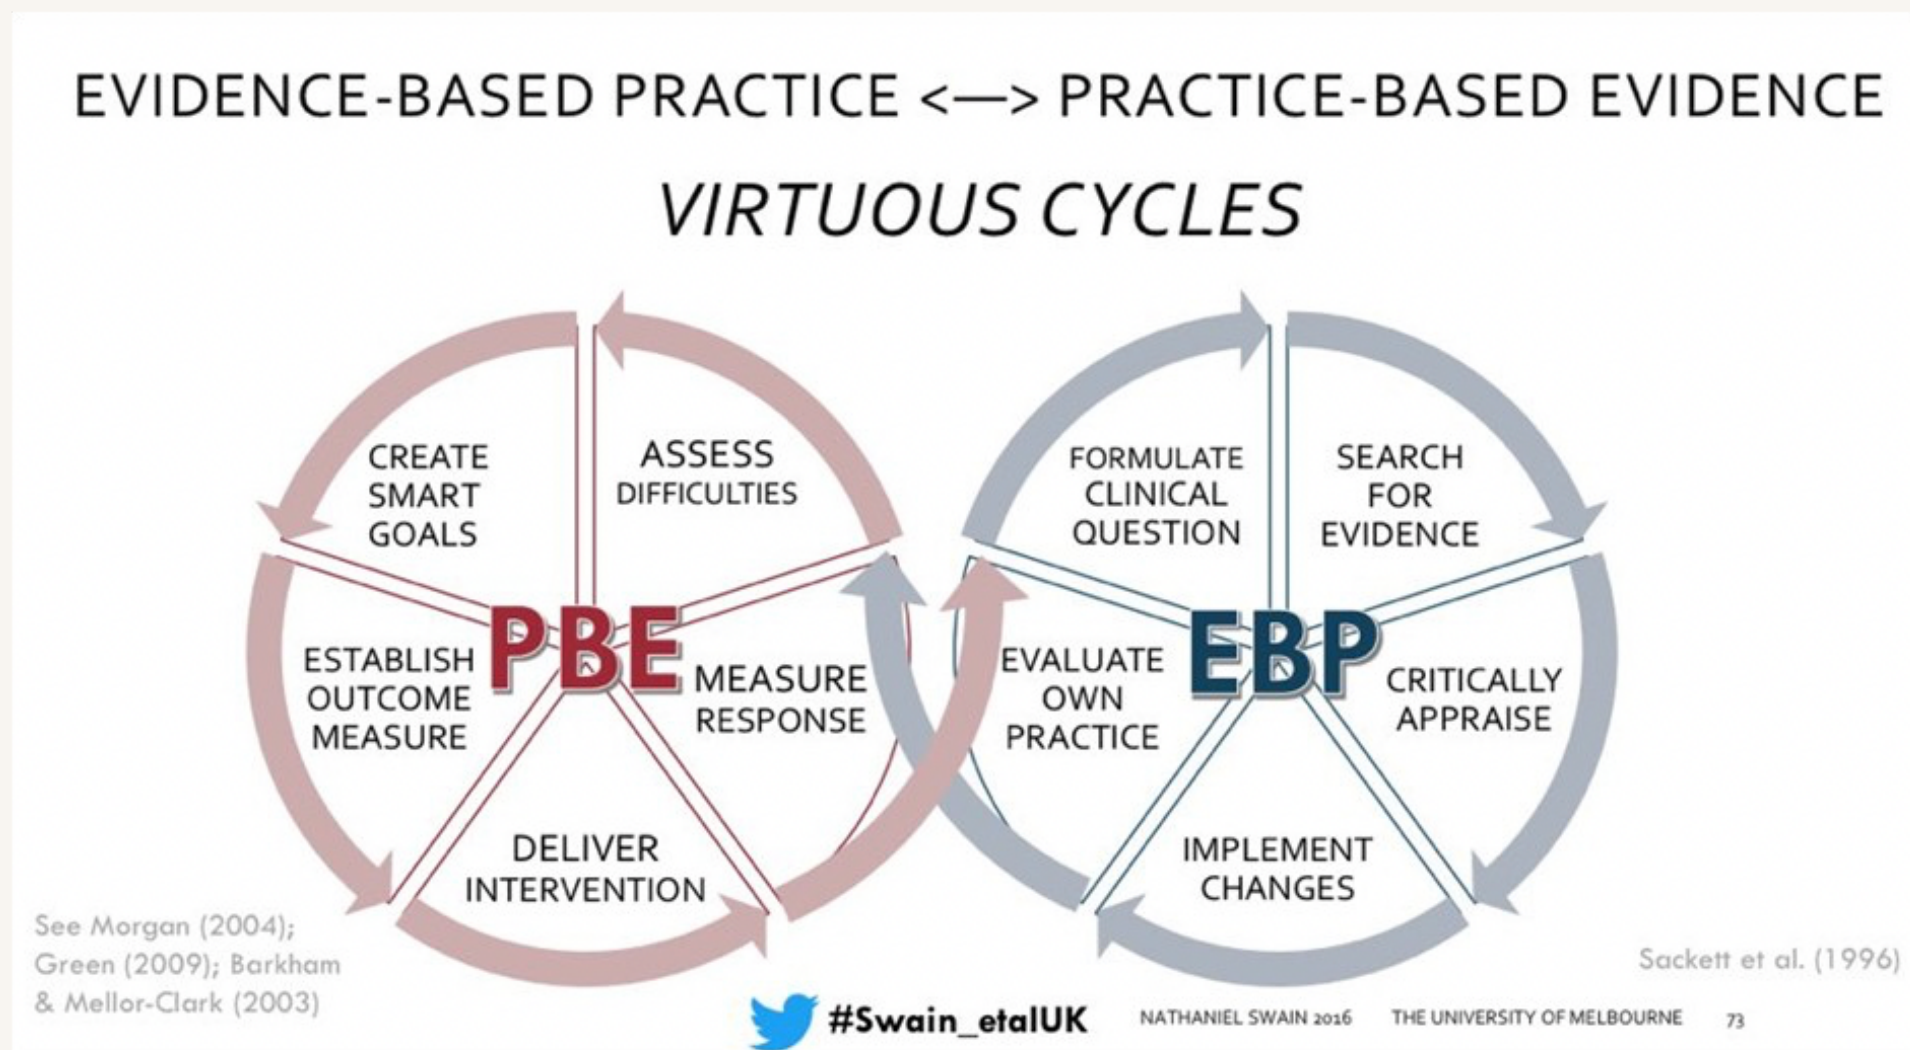 EVIDENCE-BASED PRACTICE <—> PRACTICE-BASED EVIDENCE
VIRTUOUS CYCLES
CREATE
SMART
GOALS
ASSESS
DIFFICULTIES
ESTABLISH
OUTCOME
MEASURE
PBE
MEASURE
RESPONSE
DELIVER
INTERVENTION
FORMULATE
CLINICAL
QUESTION
SEARCH
FOR
EVIDENCE
EVALUATE
OWN
PRACTICE
EBP
CRITICALLY
APPRAISE
IMPLEMENT
CHANGES
See Morgan (2004);
Green (2009); Barkham
& Mellor-Clark (2003)
Sackett et al. (1996)
#Swain_etalUK
NATHANIEL SWAIN 2016 THE UNIVERSITY OF MELBOURNE 73